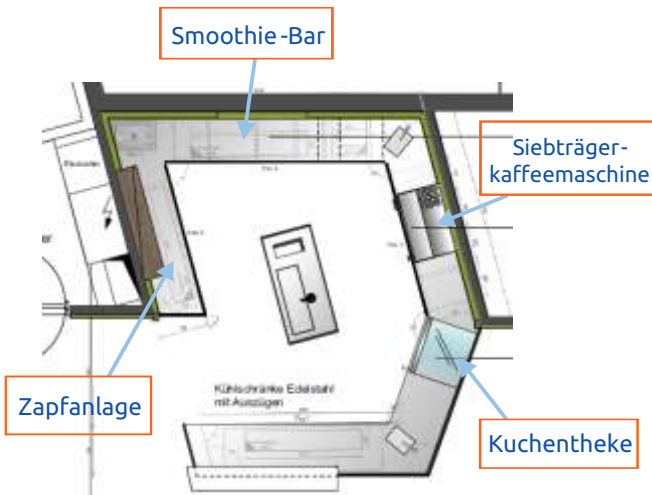 Smoothie-Bar
Siebträger-
kaffeemaschine
Kühlschränke Edelstahl
mit Auszügen
Zapfanlage
Kuchentheke